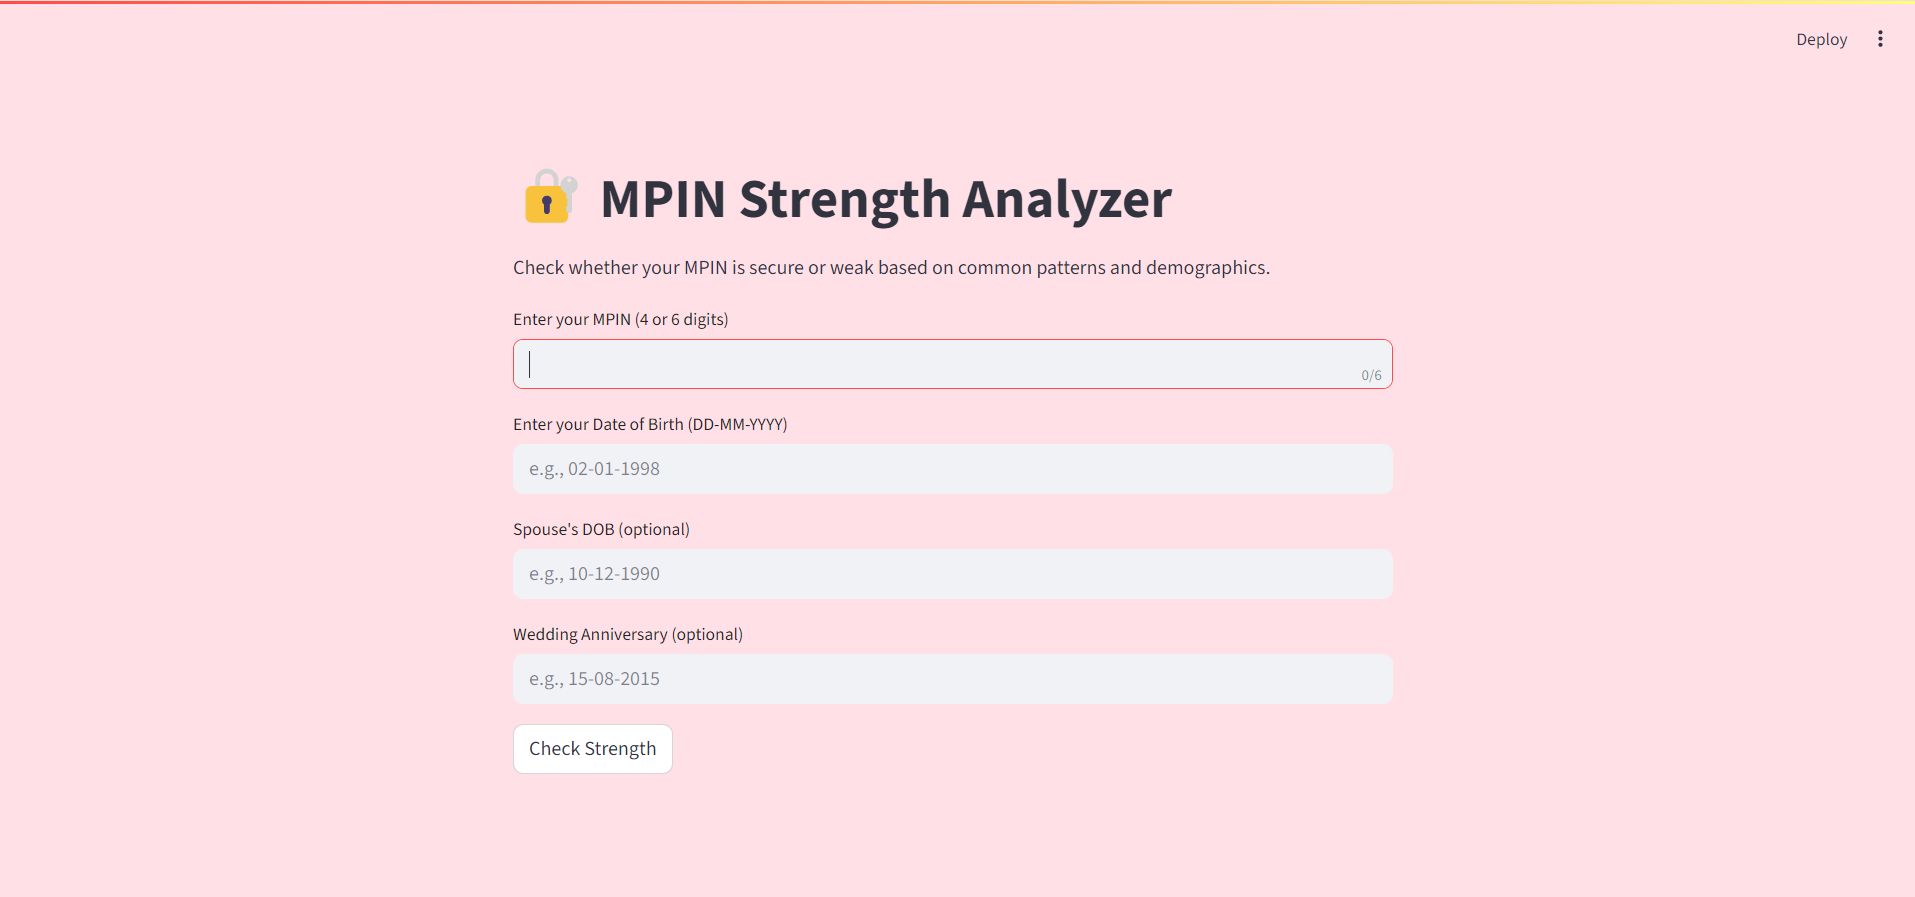 Deploy
MPIN Strength Analyzer
Check whether your MPIN is secure or weak based on common patterns and demographics.
Enter your MPIN (4 or 6 digits)
0/6
Enter your Date of Birth (DD-MM-YYYY)
e.g., 02-01-1998
Spouse's DOB (optional)
e.g., 10-12-1990
Wedding Anniversary (optional)
e.g., 15-08-2015
Check Strength